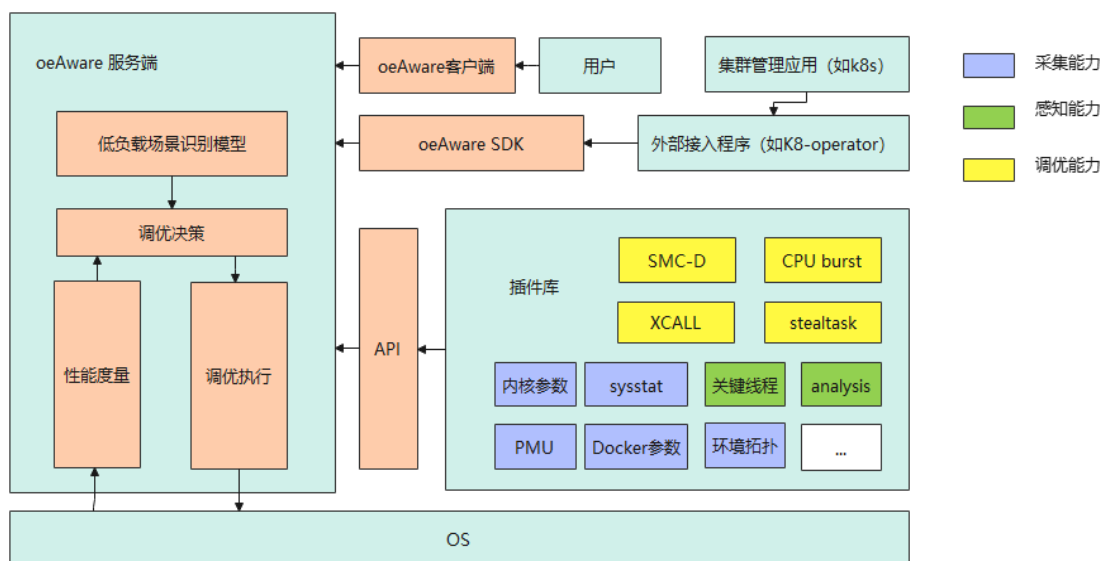 oeAware 服务端
oeAware客户端
用户
集群管理应用（如k8s）
采集能力
感知能力
调优能力
低负载场景识别模型
oeAware SDK
外部接入程序（如K8-operator）
调优决策
性能度量
调优执行
API
插件库
SMC-D
CPU burst
XCALL
stealtask
内核参数
sysstat
关键线程
analysis
PMU
Docker参数
环境拓扑
...
OS